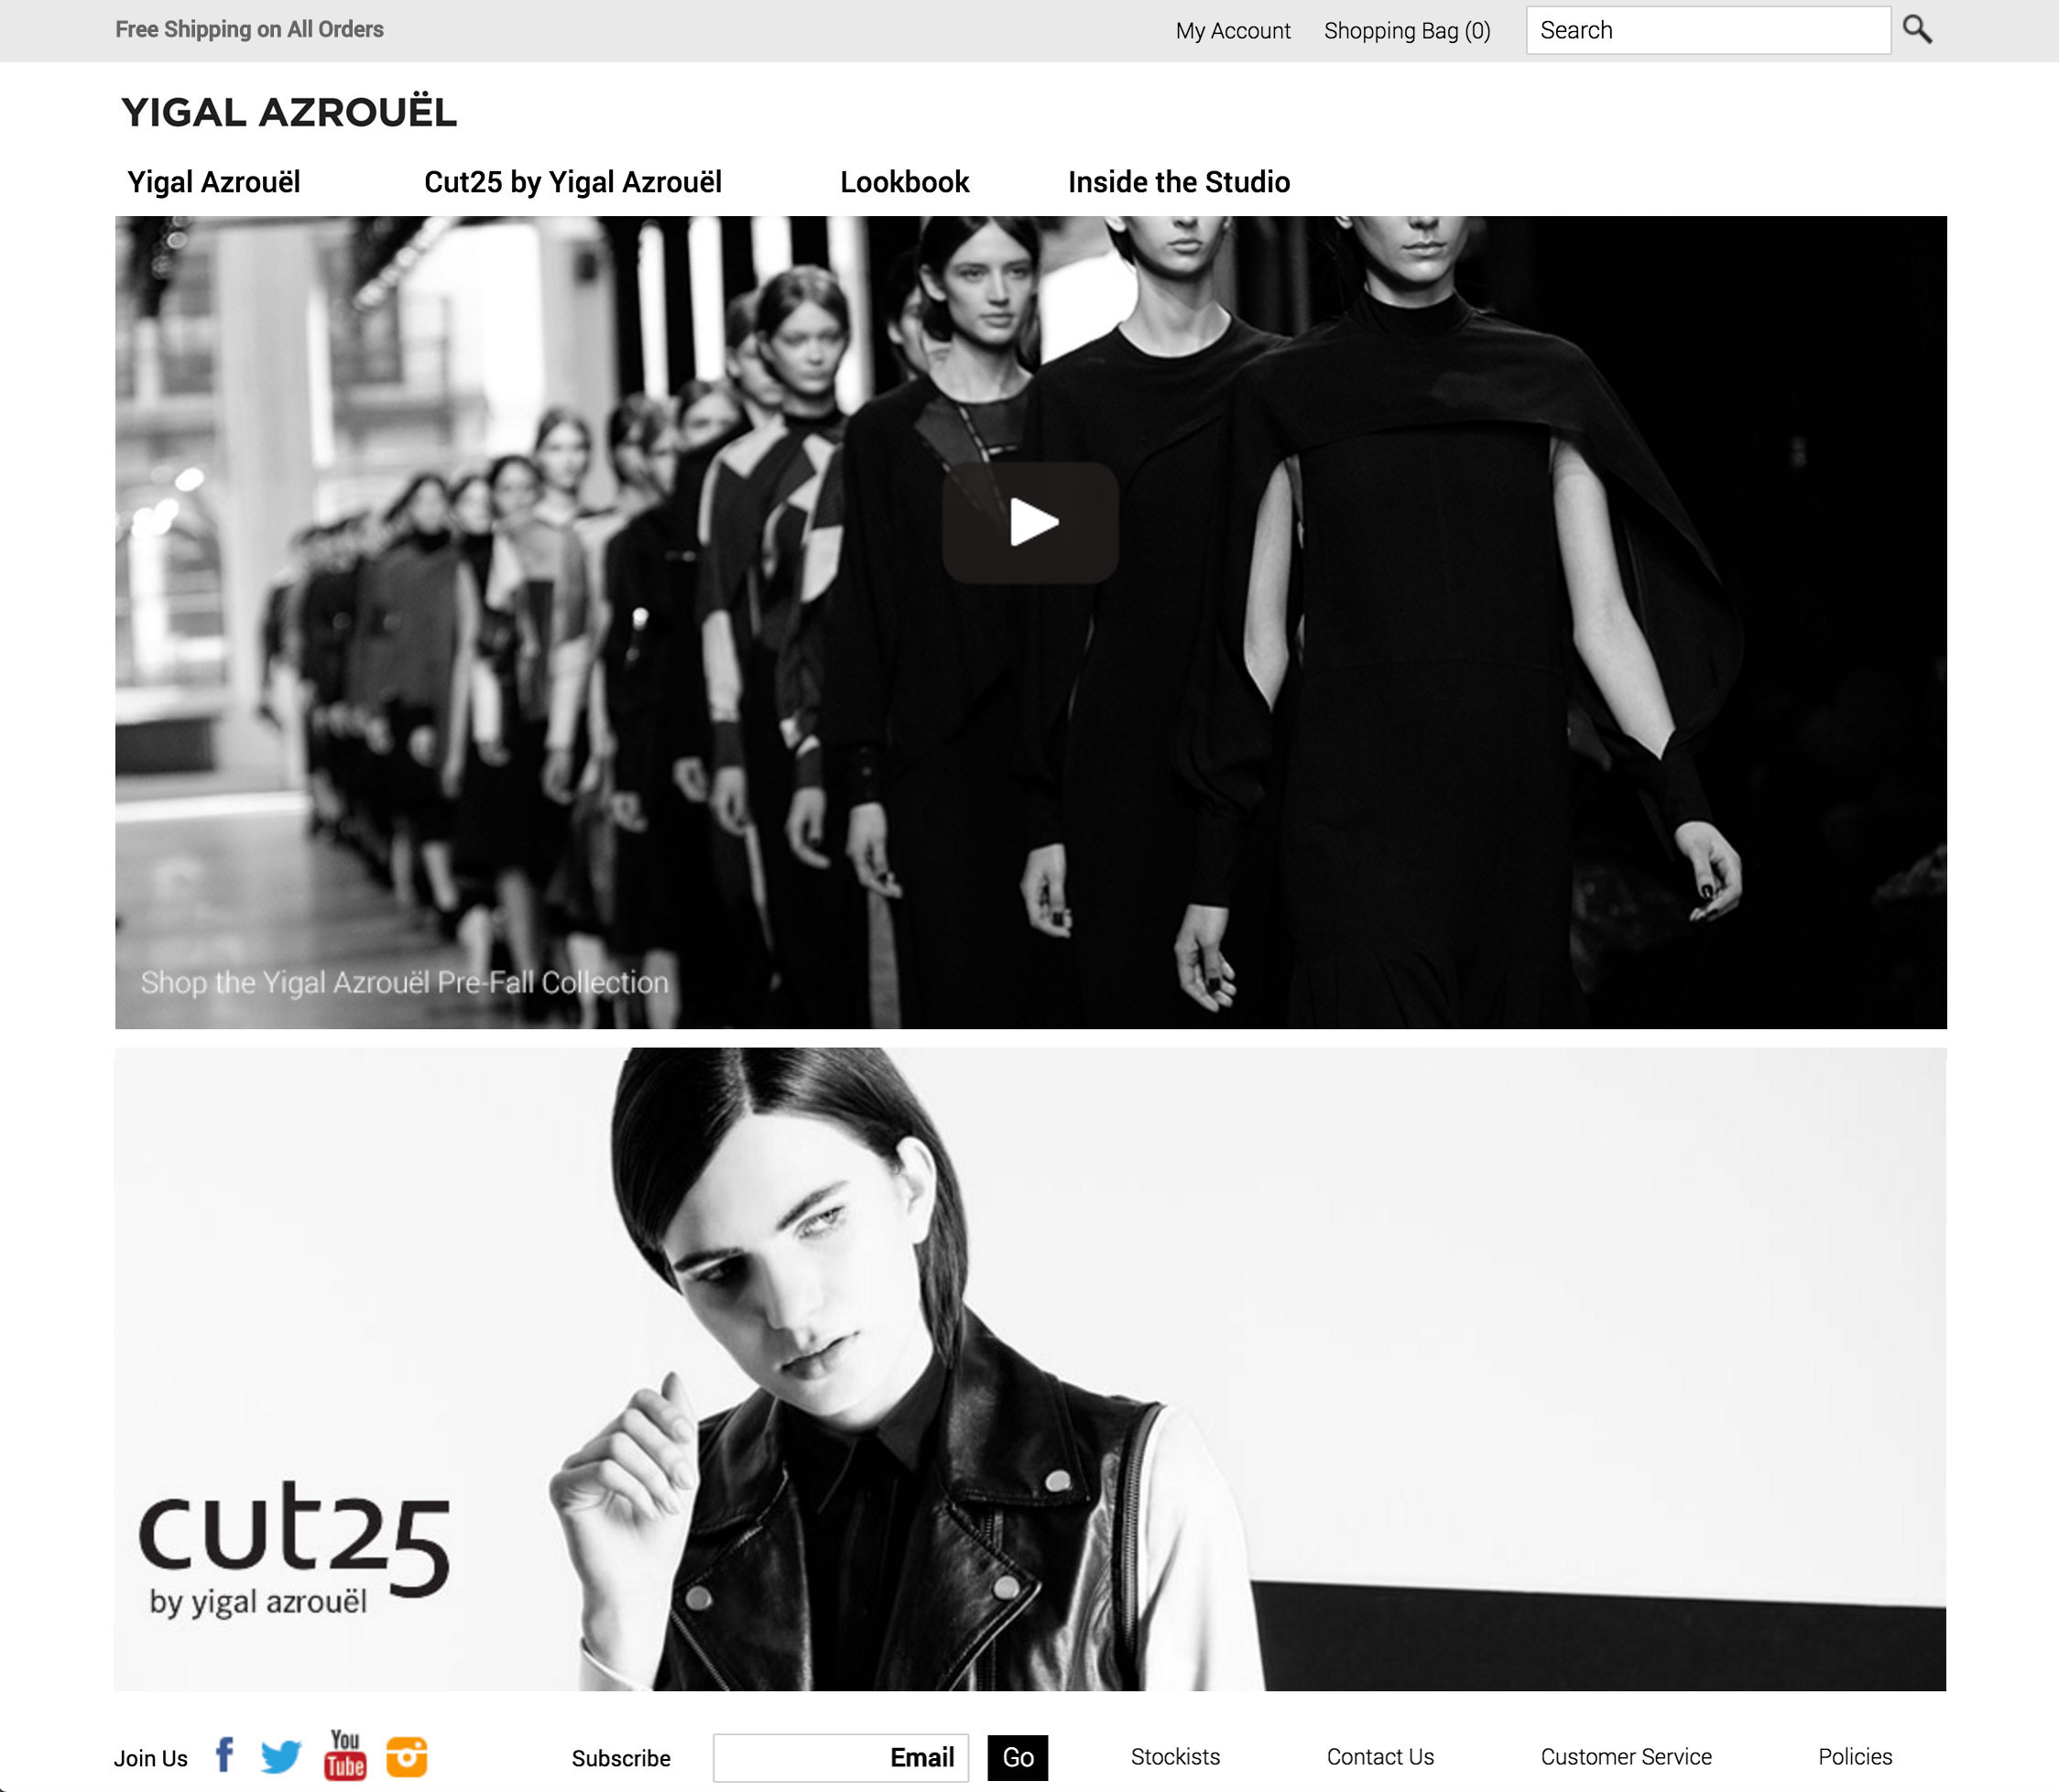 Free Shipping on All Orders
My Account
Shopping Bag (0)
Search
YIGAL AZROUËL
Yigal Azrouël
Cut25 by Yigal Azrouël
Lookbook
Inside the Studio
Shop the Yigal Azrouël Pre-Fall Collection
cut25
by yigal azrouël
Join Us
f
You
Tube
Subscribe
Email
Go
Stockists
Contact Us
Customer Service
Policies